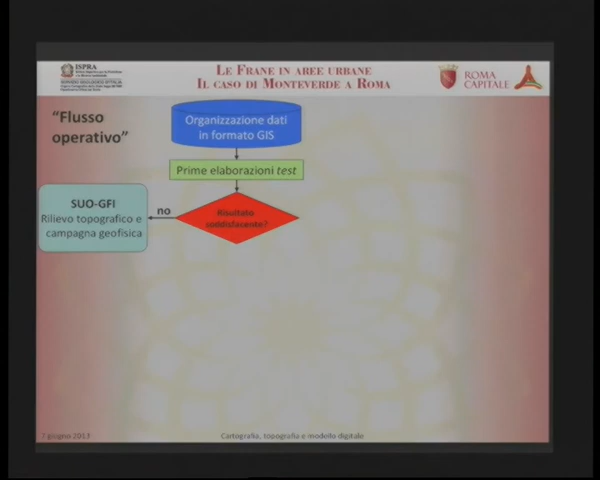 ISPRA
LE FRANE IN AREE URBANE
IL CASO DI MONTEVERDE A ROMA
ROMA
CAPITALE
"Flusso
operativo"
Organizzazione dati
in formato GIS
Prime elaborazioni test
Risultato
soddisfacente?
no
SUO-GFI
Rilievo topografico e
campagna geofisica
7 giugno 2013
Cartografia, topografia e modello digitale